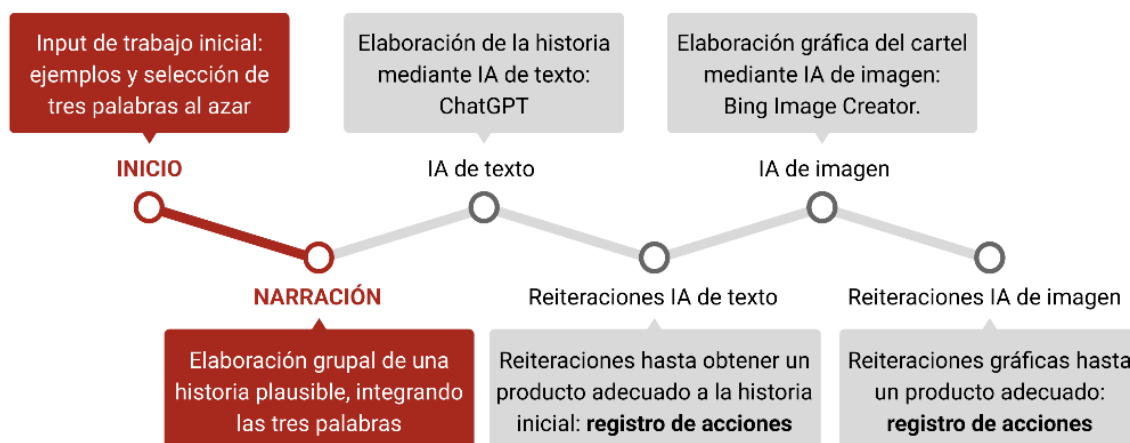 Input de trabajo inicial:
ejemplos y selección de
tres palabras al azar
Elaboración de la historia
mediante IA de texto:
ChatGPT
Elaboración gráfica del cartel
mediante IA de imagen:
Bing Image Creator.
INICIO
IA de texto
IA de imagen
NARRACIÓN
Reiteraciones IA de texto
Reiteraciones IA de imagen
Elaboración grupal de una
historia plausible, integrando
las tres palabras
Reiteraciones hasta obtener un
producto adecuado a la historia
inicial: registro de acciones
Reiteraciones gráficas hasta
un producto adecuado:
registro de acciones